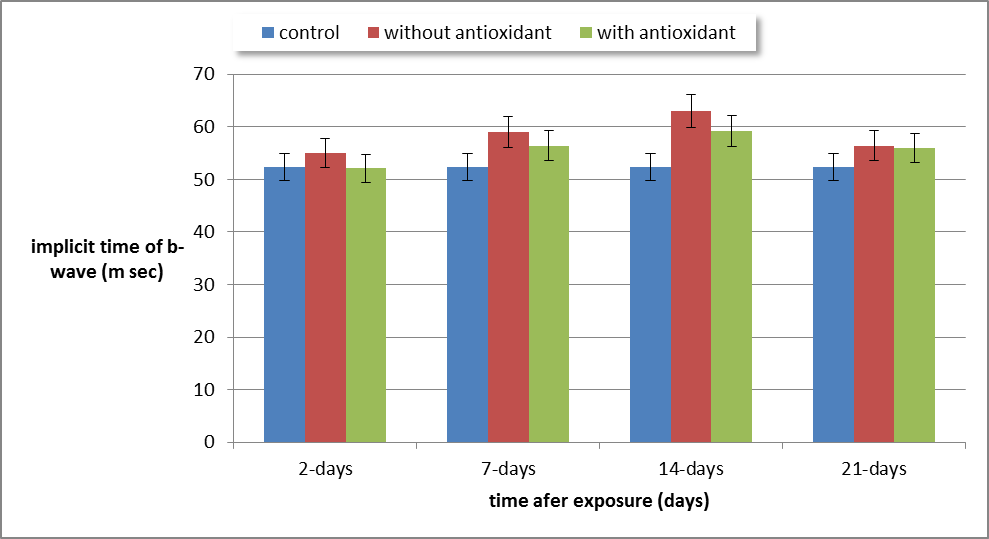 control without antioxidant with antioxidant
70
60
50
40
30
20
10
0
implicit time of b-
wave (m sec)
2-days 7-days 14-days 21-days
time afer exposure (days)